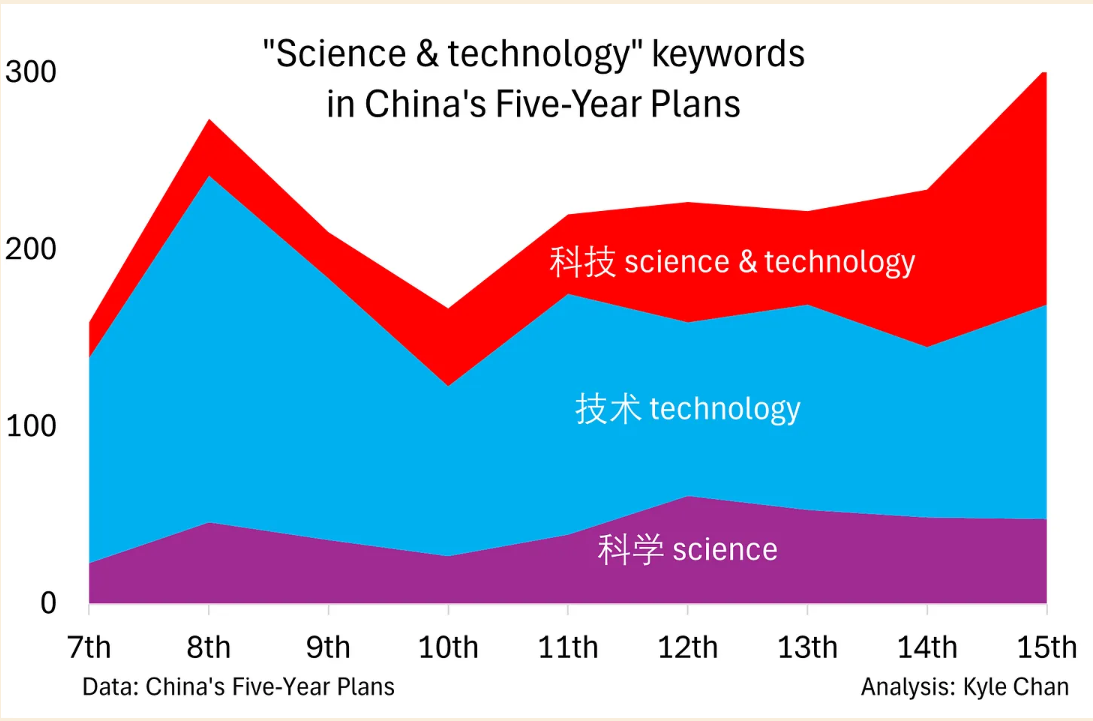 "Science & technology" keywords
in China's Five-Year Plans
300
200
100
0
科技 science & technology
技术 technology
科学 science
7th 8th 9th 10th 11th 12th 13th 14th 15th
Data: China's Five-Year Plans
Analysis: Kyle Chan